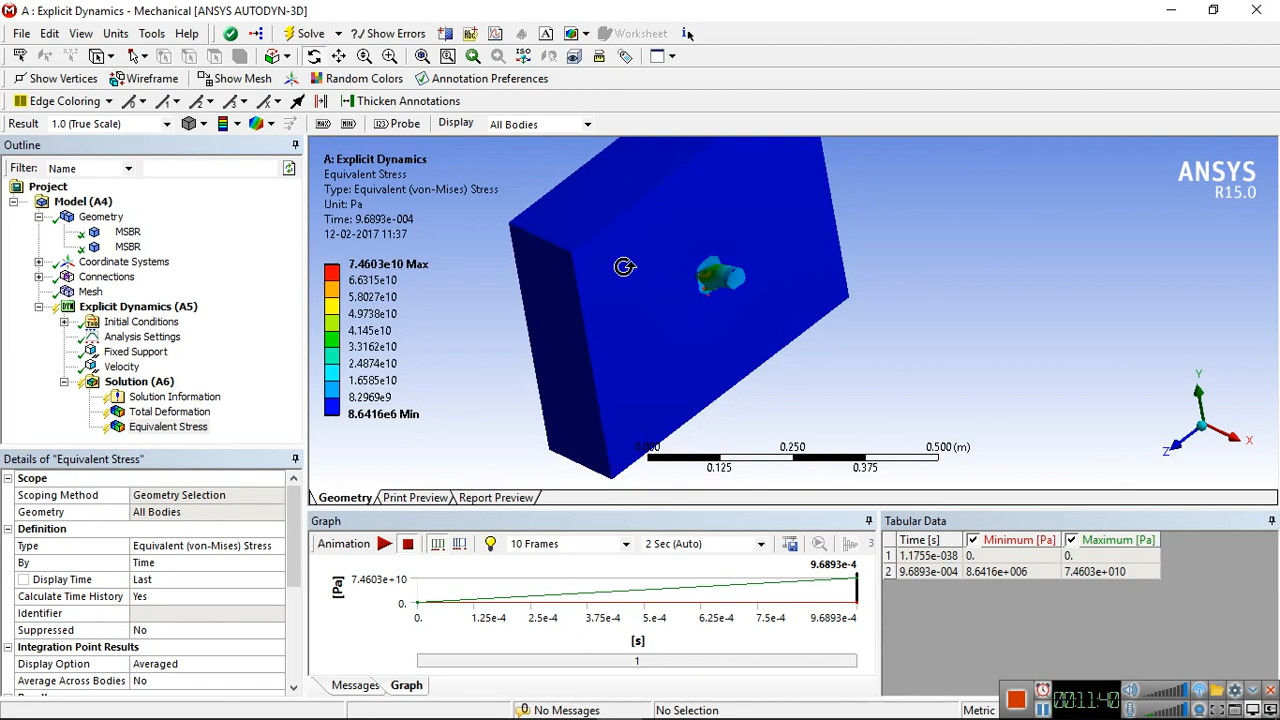 A : Explicit Dynamics - Mechanical [ANSYS AUTODYN-3D]
File Edit View Units Tools Help Solve Show Errors Worksheet
Show Vertices Wireframe Show Mesh Random Colors Annotation Preferences
Edge Coloring Thicken Annotations
Result 1.0 (True Scale) Probe Display All Bodies
Outline
Filter: Name
Project
Model (A4)
Geometry
MSBR
MSBR
Coordinate Systems
Connections
Mesh
Explicit Dynamics (A5)
Initial Conditions
Analysis Settings
Fixed Support
Velocity
Solution (A6)
Solution Information
Total Deformation
Equivalent Stress
Details of "Equivalent Stress"
Scope
Scoping Method Geometry Selection
Geometry All Bodies
Definition
Type Equivalent (von-Mises) Stress
By Time
Display Time Last
Calculate Time History Yes
Identifier
Suppressed No
Integration Point Results
Display Option Averaged
Average Across Bodies No
A: Explicit Dynamics
Equivalent Stress
Type: Equivalent (von-Mises) Stress
Unit: Pa
Time: 9.6893e-004
12-02-2017 11:37
7.4603e10 Max
6.6315e10
5.8027e10
4.9738e10
4.145e10
3.3162e10
2.4874e10
1.6585e10
8.2969e9
8.6416e6 Min
ANSYS
R15.0
Y
X
Z
0.000 0.250 0.500 (m)
0.125 0.375
Geometry Print Preview Report Preview
Graph
Animation 10 Frames 2 Sec (Auto) 3
9.6893e-4
[Pa]
7.4603e+10
0.
0. 1.25e-4 2.5e-4 3.75e-4 5.e-4 6.25e-4 7.5e-4 9.6893e-4
[s]
1
Messages Graph
Tabular Data
Time [s] Minimum [Pa] Maximum [Pa]
1 1.1755e-038 0. 0.
2 9.6893e-004 8.6416e+006 7.4603e+010
No Messages No Selection Metric
00:11:40